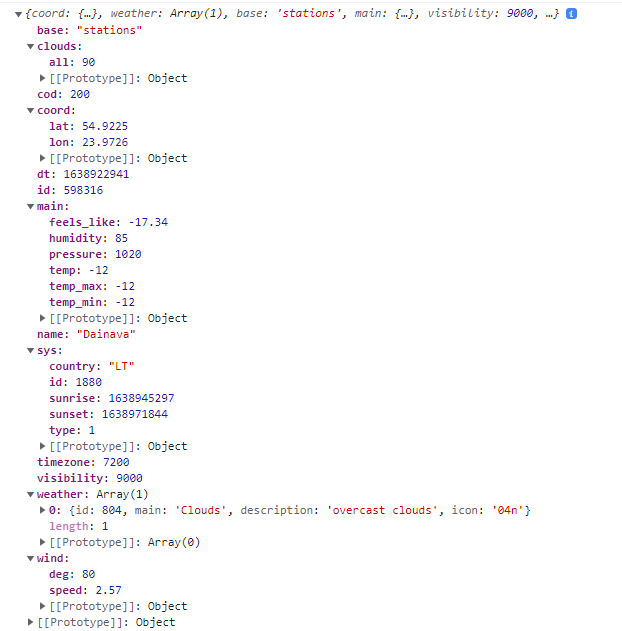 {coord: {…}, weather: Array(1), base: 'stations', main: {…}, visibility: 9000, …} i
base: "stations"
clouds:
all: 90
[[Prototype]]: Object
cod: 200
coord:
lat: 54.9225
lon: 23.9726
[[Prototype]]: Object
dt: 1638922941
id: 598316
main:
feels_like: -17.34
humidity: 85
pressure: 1020
temp: -12
temp_max: -12
temp_min: -12
[[Prototype]]: Object
name: "Dainava"
sys:
country: "LT"
id: 1880
sunrise: 1638945297
sunset: 1638971844
type: 1
[[Prototype]]: Object
timezone: 7200
visibility: 9000
weather: Array(1)
0: {id: 804, main: 'Clouds', description: 'overcast clouds', icon: '04n'}
length: 1
[[Prototype]]: Array(0)
wind:
deg: 80
speed: 2.57
[[Prototype]]: Object
[[Prototype]]: Object